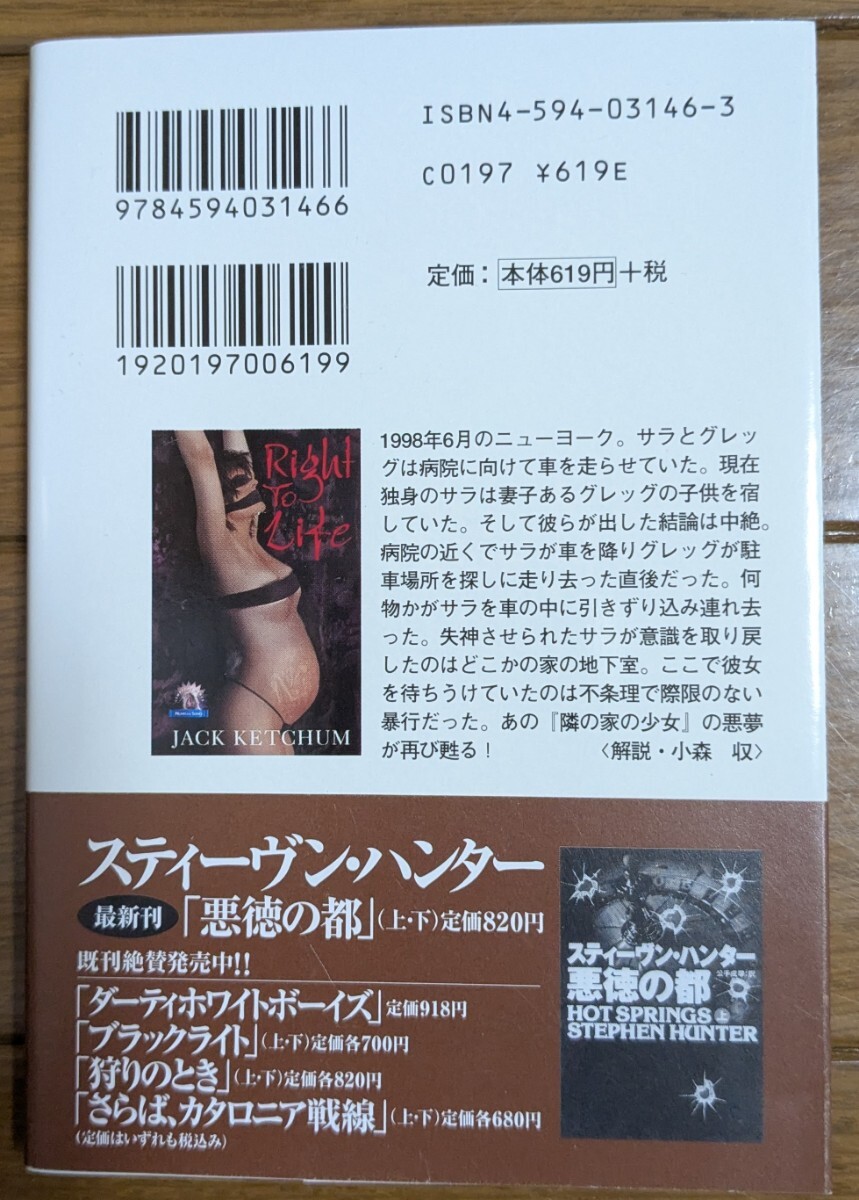 ISBN4-594-03146-3
C0197 ¥619E
9784594031466
定価：本体619円+税
1920197006199
Right
To
Life
JACK KETCHUM
1998年6月のニューヨーク。サラとグレッ
グは病院に向けて車を走らせていた。現在
独身のサラは妻子あるグレッグの子供を宿
していた。そして彼らが出した結論は中絶。
病院の近くでサラが車を降りグレッグが駐
車場所を探しに走り去った直後だった。何
物かがサラを車の中に引きずり込み連れ去
った。失神させられたサラが意識を取り戻
したのはどこかの家の地下室。ここで彼女
を待ちうけていたのは不条理で際限のない
暴行だった。あの『隣の家の少女』の悪夢
が再び甦る！ 〈解説・小森 収〉
スティーヴン・ハンター
最新刊 「悪徳の都」(上・下)定価820円
既刊絶賛発売中!!
「ダーティホワイトボーイズ」定価918円
「ブラックライト」(上・下)定価各700円
「狩りのとき」(上・下)定価各820円
「さらば、カタロニア戦線」(上・下)定価各680円
(定価はいずれも税込み)
スティーヴン・ハンター
悪徳の都
HOT SPRINGS 上
STEPHEN HUNTER